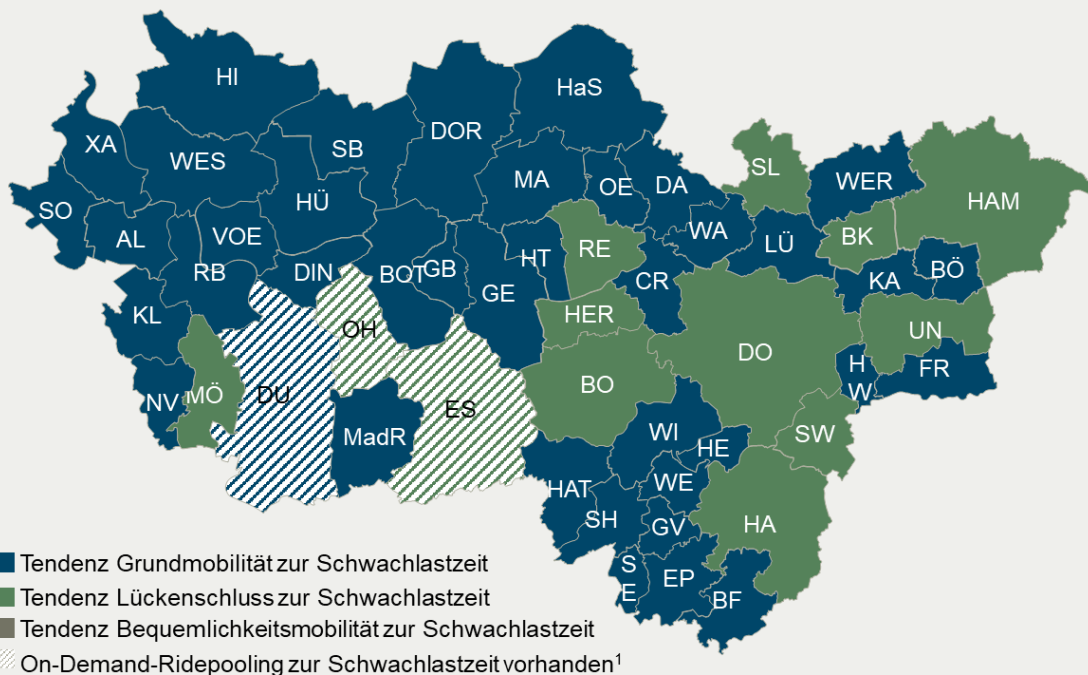 HI
HaS
DOR
XA
SB
WES
SL
MA
OE
DA
WER
HAM
HÜ
SO
AL
VOE
WA
LÜ
BK
RE
RB
DIN
BOT
GB
HT
GE
CR
KA
BÖ
KL
HER
OH
UN
DO
H
W
FR
BO
NV
MÖ
DU
ES
MadR
WI
HE
SW
HAT
WE
SH
GV
HA
S
E
EP
BF
Tendenz Grundmobilität zur Schwachlastzeit
Tendenz Lückenschluss zur Schwachlastzeit
Tendenz Bequemlichkeitsmobilität zur Schwachlastzeit
On-Demand-Ridepooling zur Schwachlastzeit vorhanden¹